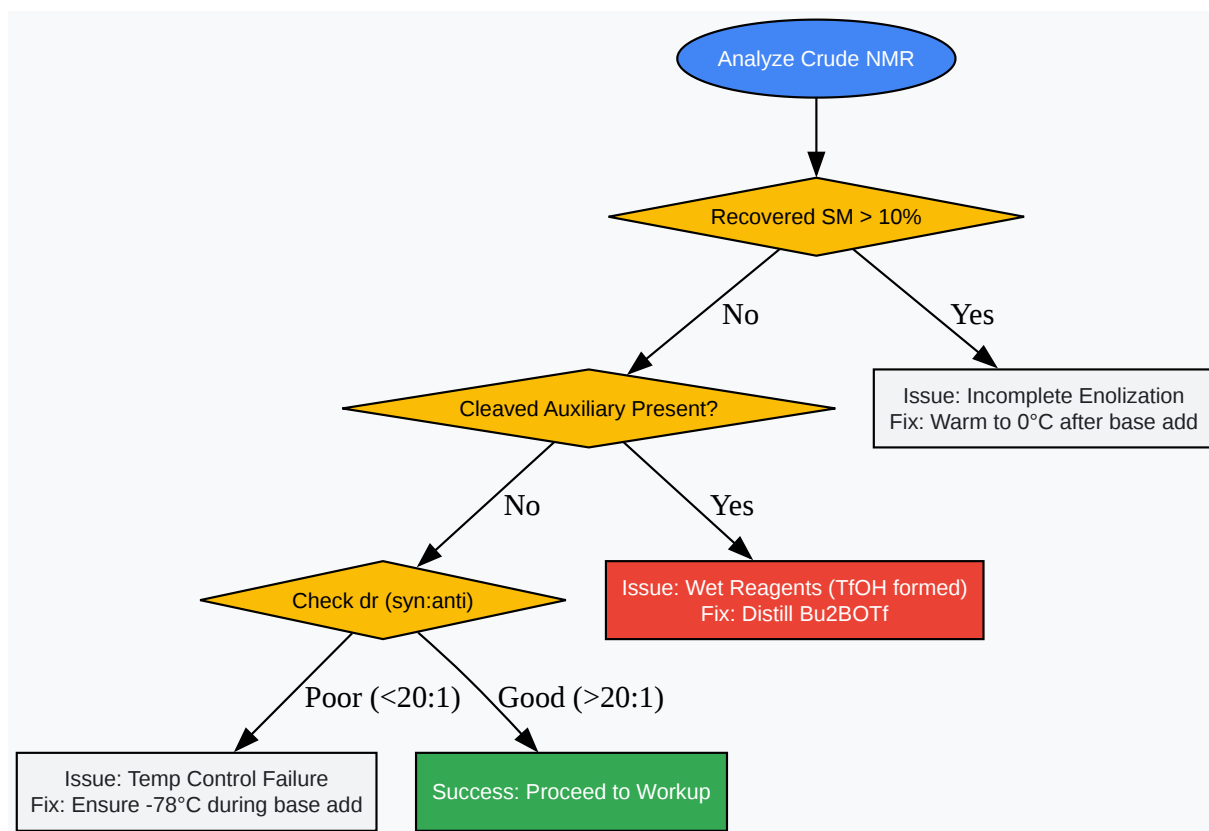 Analyze Crude NMR
Recovered SM > 10%
No
Yes
Cleaved Auxiliary Present?
Issue: Incomplete Enolization
Fix: Warm to 0°C after base add
No
Yes
Check dr (syn:anti)
Issue: Wet Reagents (TfOH formed)
Fix: Distill Bu2BOTf
Poor (<20:1)
Good (>20:1)
Issue: Temp Control Failure
Fix: Ensure -78°C during base add
Success: Proceed to Workup